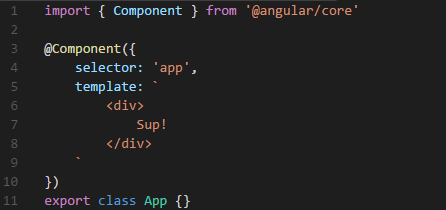 1 import { Component } from '@angular/core'
2
3 @Component({
4     selector: 'app',
5     template: `
6         <div>
7             Sup!
8         </div>
9     `
10 })
11 export class App {}